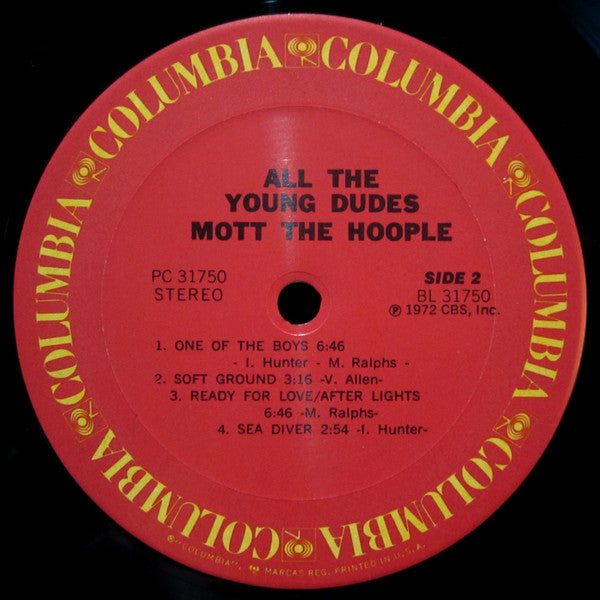 COLUMBIA COLUMBIA COLUMBIA COLUMBIA COLUMBIA COLUMBIA COLUMBIA COLUMBIA
ALL THE
YOUNG DUDES
MOTT THE HOOPLE
PC 31750
STEREO
SIDE 2
BL 31750
Ⓟ 1972 CBS, Inc.
1. ONE OF THE BOYS 6:46
- I. Hunter - M. Ralphs -
2. SOFT GROUND 3:16 -V. Allen-
3. READY FOR LOVE/AFTER LIGHTS
6:46 -M. Ralphs-
4. SEA DIVER 2:54 -I. Hunter-
®"COLUMBIA", MARCAS REG. PRINTED IN U.S.A.